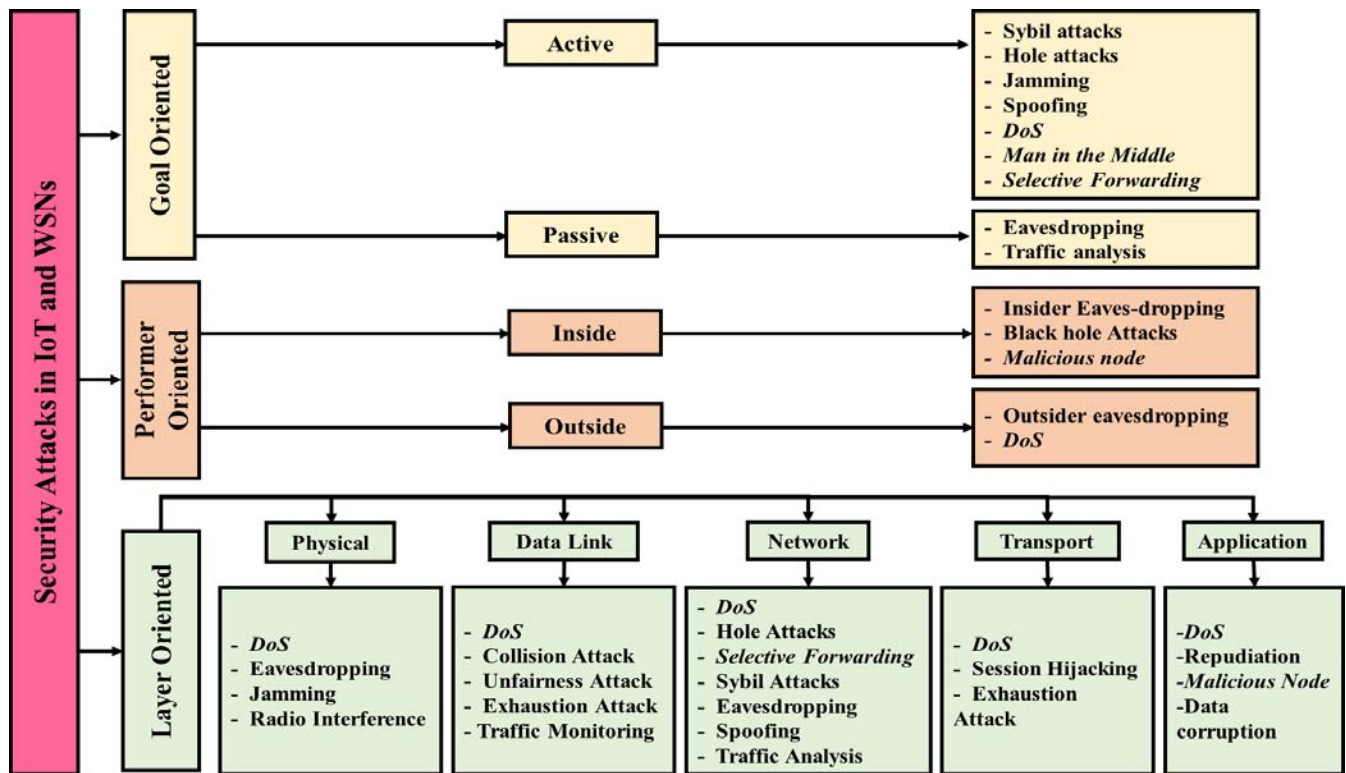 Security Attacks in IoT and WSNs
Goal Oriented
Active
- Sybil attacks
- Hole attacks
- Jamming
- Spoofing
- DoS
- Man in the Middle
- Selective Forwarding
Passive
- Eavesdropping
- Traffic analysis
Performer
Oriented
Inside
- Insider Eaves-dropping
- Black hole Attacks
- Malicious node
Outside
- Outsider eavesdropping
- DoS
Layer Oriented
Physical
- DoS
- Eavesdropping
- Jamming
- Radio Interference
Data Link
- DoS
- Collision Attack
- Unfairness Attack
- Exhaustion Attack
- Traffic Monitoring
Network
- DoS
- Hole Attacks
- Selective Forwarding
- Sybil Attacks
- Eavesdropping
- Spoofing
- Traffic Analysis
Transport
- DoS
- Session Hijacking
- Exhaustion
Attack
Application
-DoS
-Repudiation
-Malicious Node
-Data
corruption